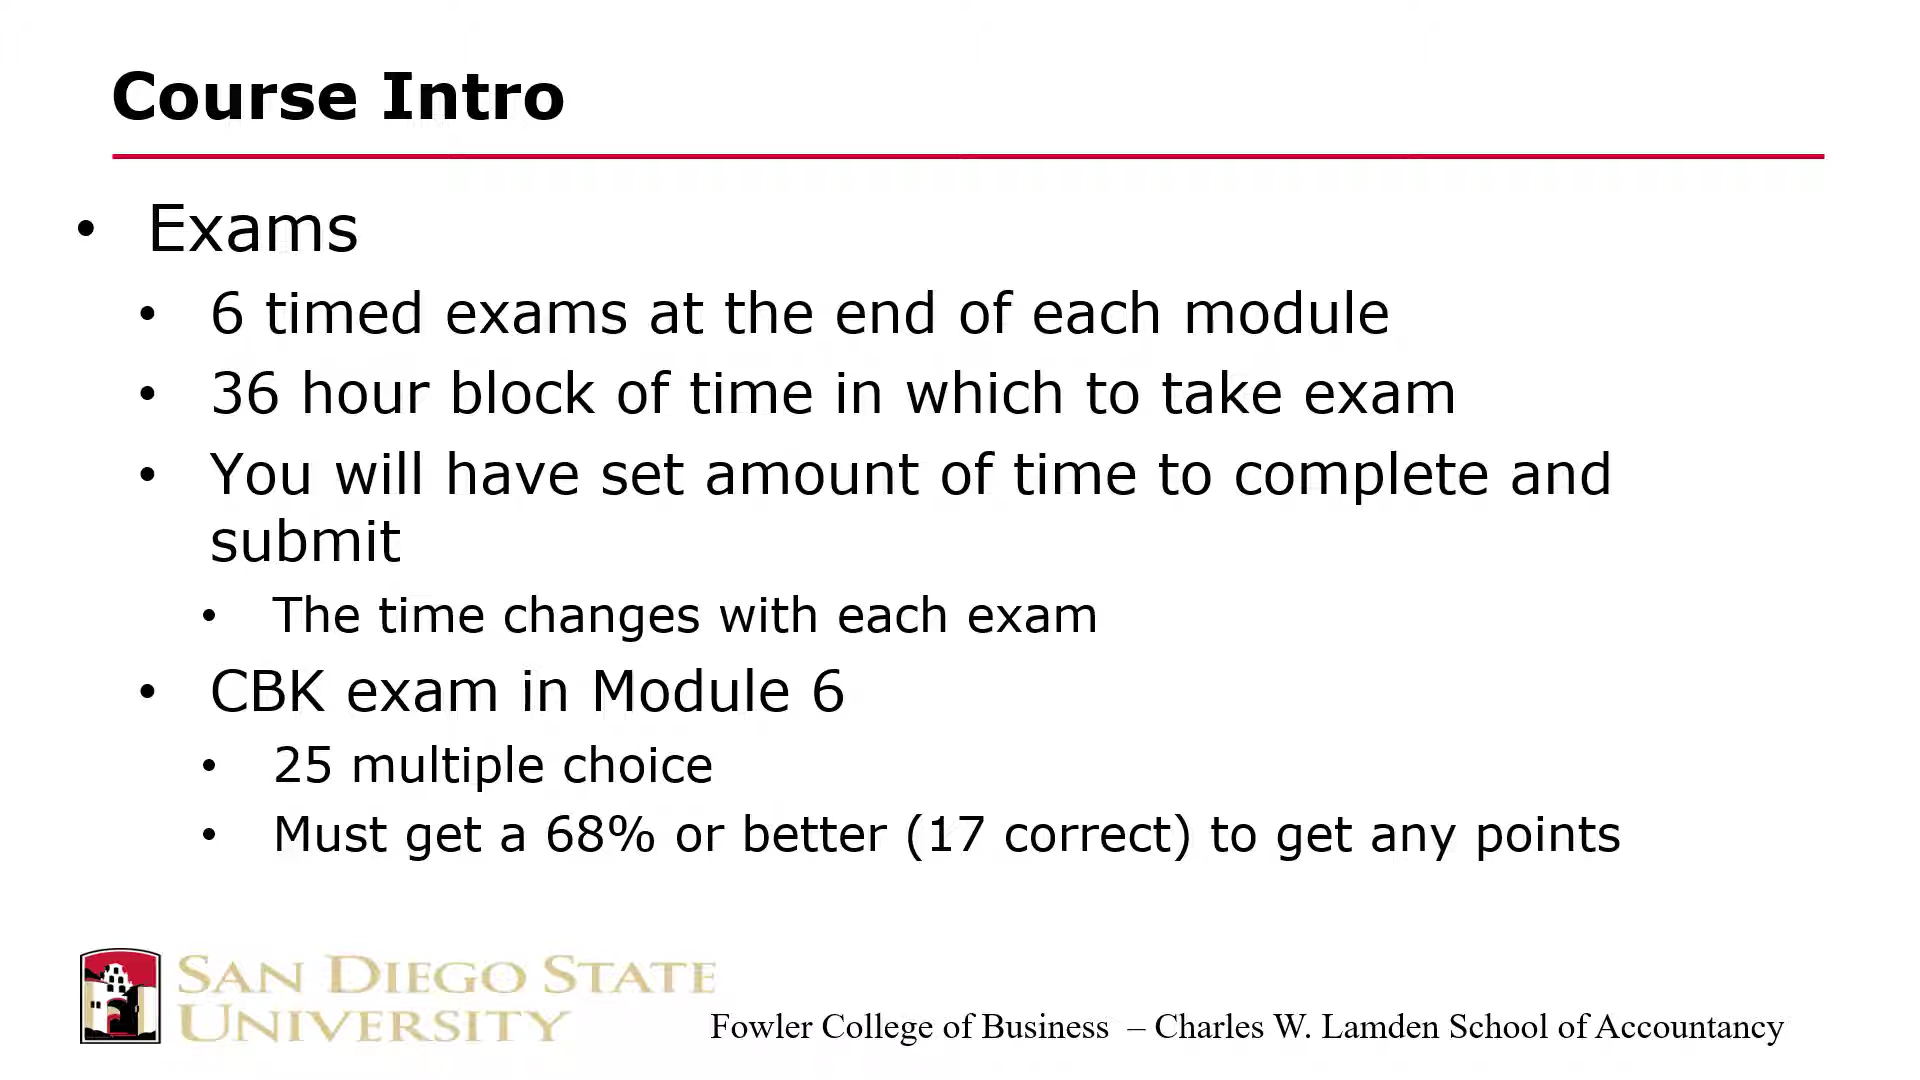 Course Intro
• Exams
• 6 timed exams at the end of each module
• 36 hour block of time in which to take exam
• You will have set amount of time to complete and
submit
• The time changes with each exam
• CBK exam in Module 6
• 25 multiple choice
• Must get a 68% or better (17 correct) to get any points
SAN DIEGO STATE
UNIVERSITY
Fowler College of Business – Charles W. Lamden School of Accountancy